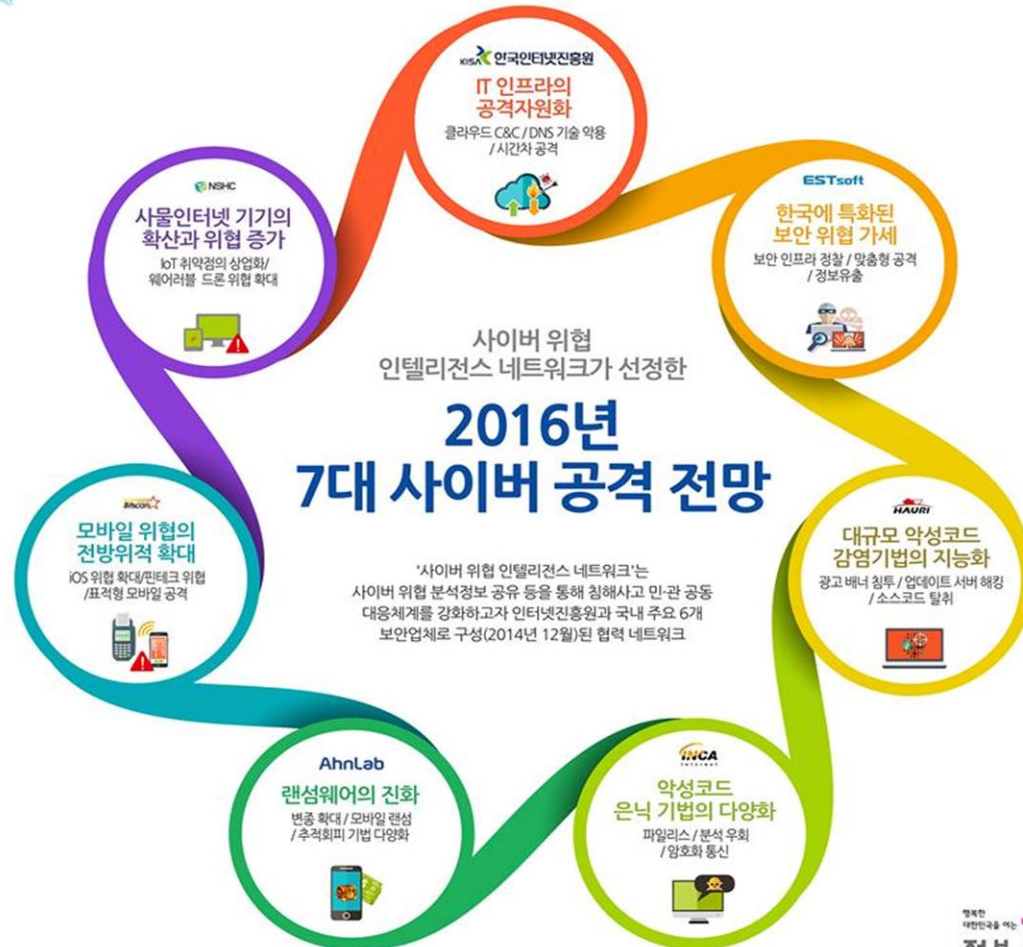 KISA 한국인터넷진흥원
IT 인프라의
공격자원화
클라우드 C&C / DNS 기술 악용
/ 시간차 공격
ESTsoft
한국에 특화된
보안 위협 가세
보안 인프라 정찰 / 맞춤형 공격
/ 정보유출
HAURI
대규모 악성코드
감염기법의 지능화
광고 배너 침투 / 업데이트 서버 해킹
/ 소스코드 탈취
INCA
INTERNET
악성코드
은닉 기법의 다양화
파일리스 / 분석 우회
/ 암호화 통신
AhnLab
랜섬웨어의 진화
변종 확대 / 모바일 랜섬
/ 추적회피 기법 다양화
Bitscan
모바일 위협의
전방위적 확대
iOS 위협 확대/핀테크 위협
/표적형 모바일 공격
NSHC
사물인터넷 기기의
확산과 위협 증가
IoT 취약점의 상업화/
웨어러블 드론 위협 확대
사이버 위협
인텔리전스 네트워크가 선정한
2016년
7대 사이버 공격 전망
'사이버 위협 인텔리전스 네트워크'는
사이버 위협 분석정보 공유 등을 통해 침해사고 민·관 공동
대응체계를 강화하고자 인터넷진흥원과 국내 주요 6개
보안업체로 구성(2014년 12월)된 협력 네트워크
행복한
대한민국을 여는